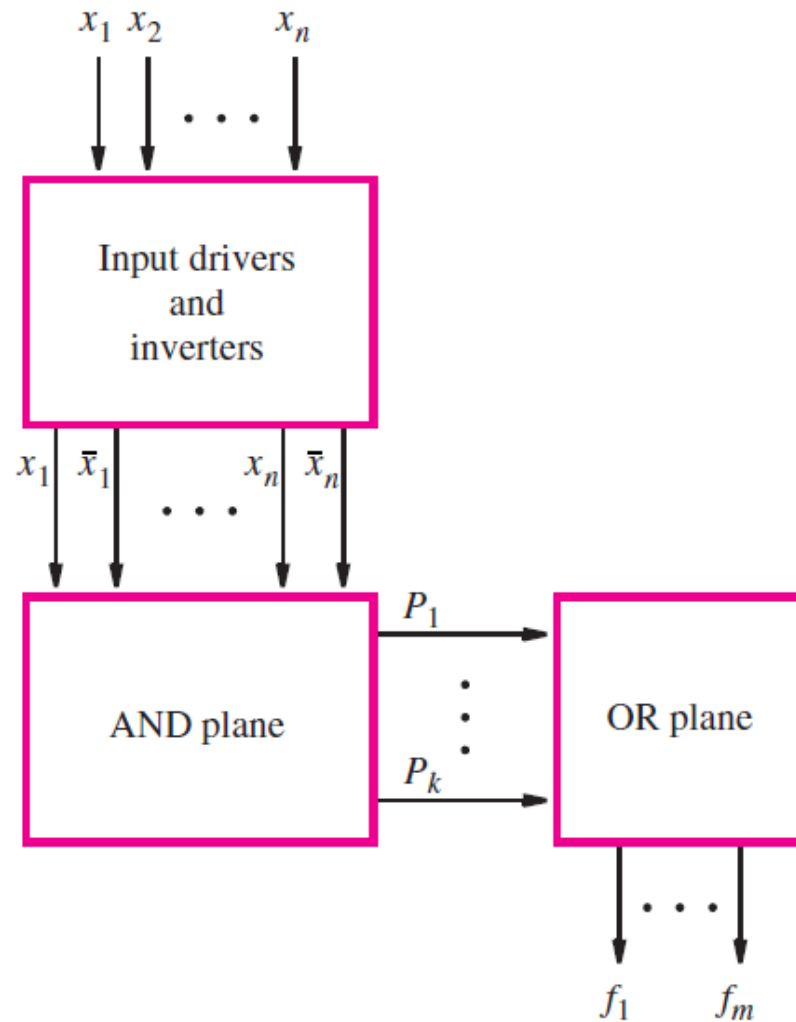 x₁ x₂ . . . xₙ
Input drivers
and
inverters
x₁ x̄₁ . . . xₙ x̄ₙ
P₁
AND plane
OR plane
Pₖ
. . .
f₁ fₘ